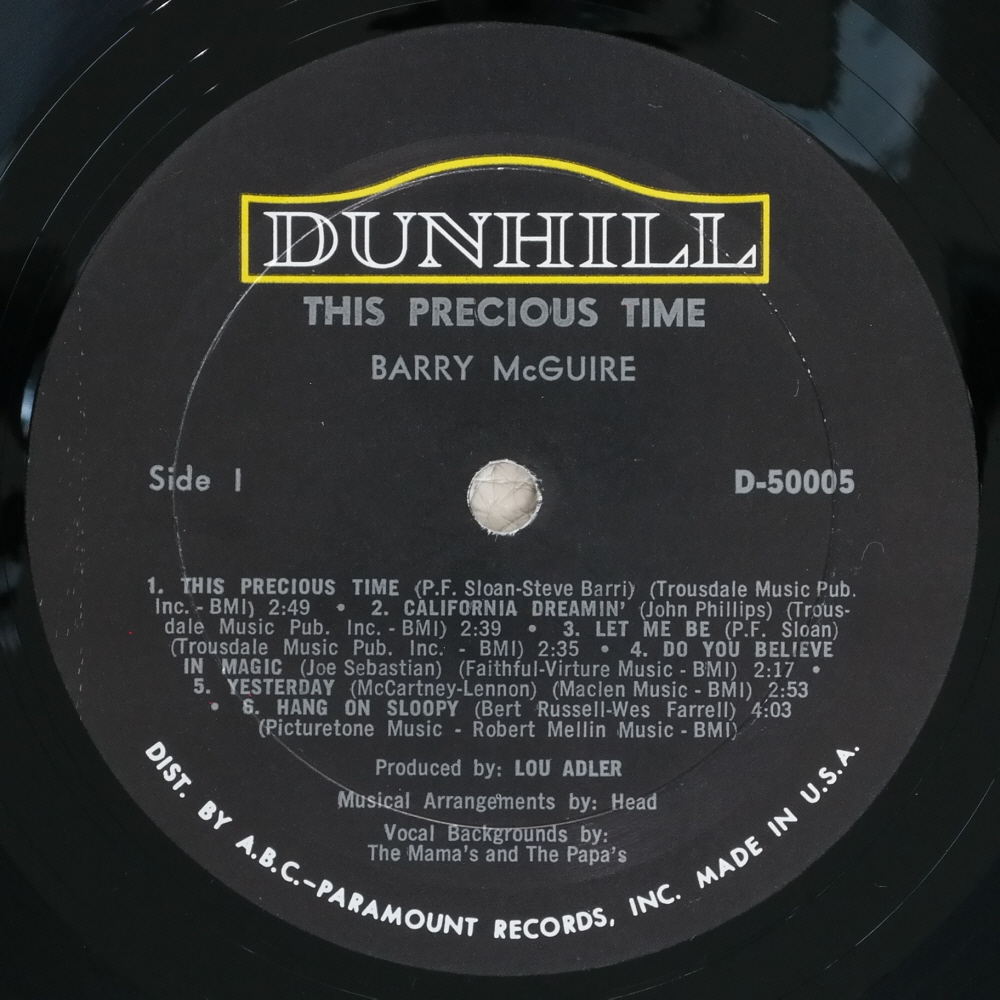 DUNHILL
THIS PRECIOUS TIME
BARRY McGUIRE
Side 1
D-50005
1. THIS PRECIOUS TIME (P.F. Sloan-Steve Barri) (Trousdale Music Pub.
Inc. - BMI) 2:49 • 2. CALIFORNIA DREAMIN' (John Phillips) (Trous-
dale Music Pub. Inc. - BMI) 2:39 • 3. LET ME BE (P.F. Sloan)
(Trousdale Music Pub. Inc. - BMI) 2:35 • 4. DO YOU BELIEVE
IN MAGIC (Joe Sebastian) (Faithful-Virture Music - BMI) 2:17 •
5. YESTERDAY (McCartney-Lennon) (Maclen Music - BMI) 2:53
• 6. HANG ON SLOOPY (Bert Russell-Wes Farrell) 4:03
(Picturetone Music - Robert Mellin Music - BMI)
Produced by: LOU ADLER
Musical Arrangements by: Head
Vocal Backgrounds by:
The Mama's and The Papa's
DIST. BY A.B.C.-PARAMOUNT RECORDS, INC. MADE IN U.S.A.